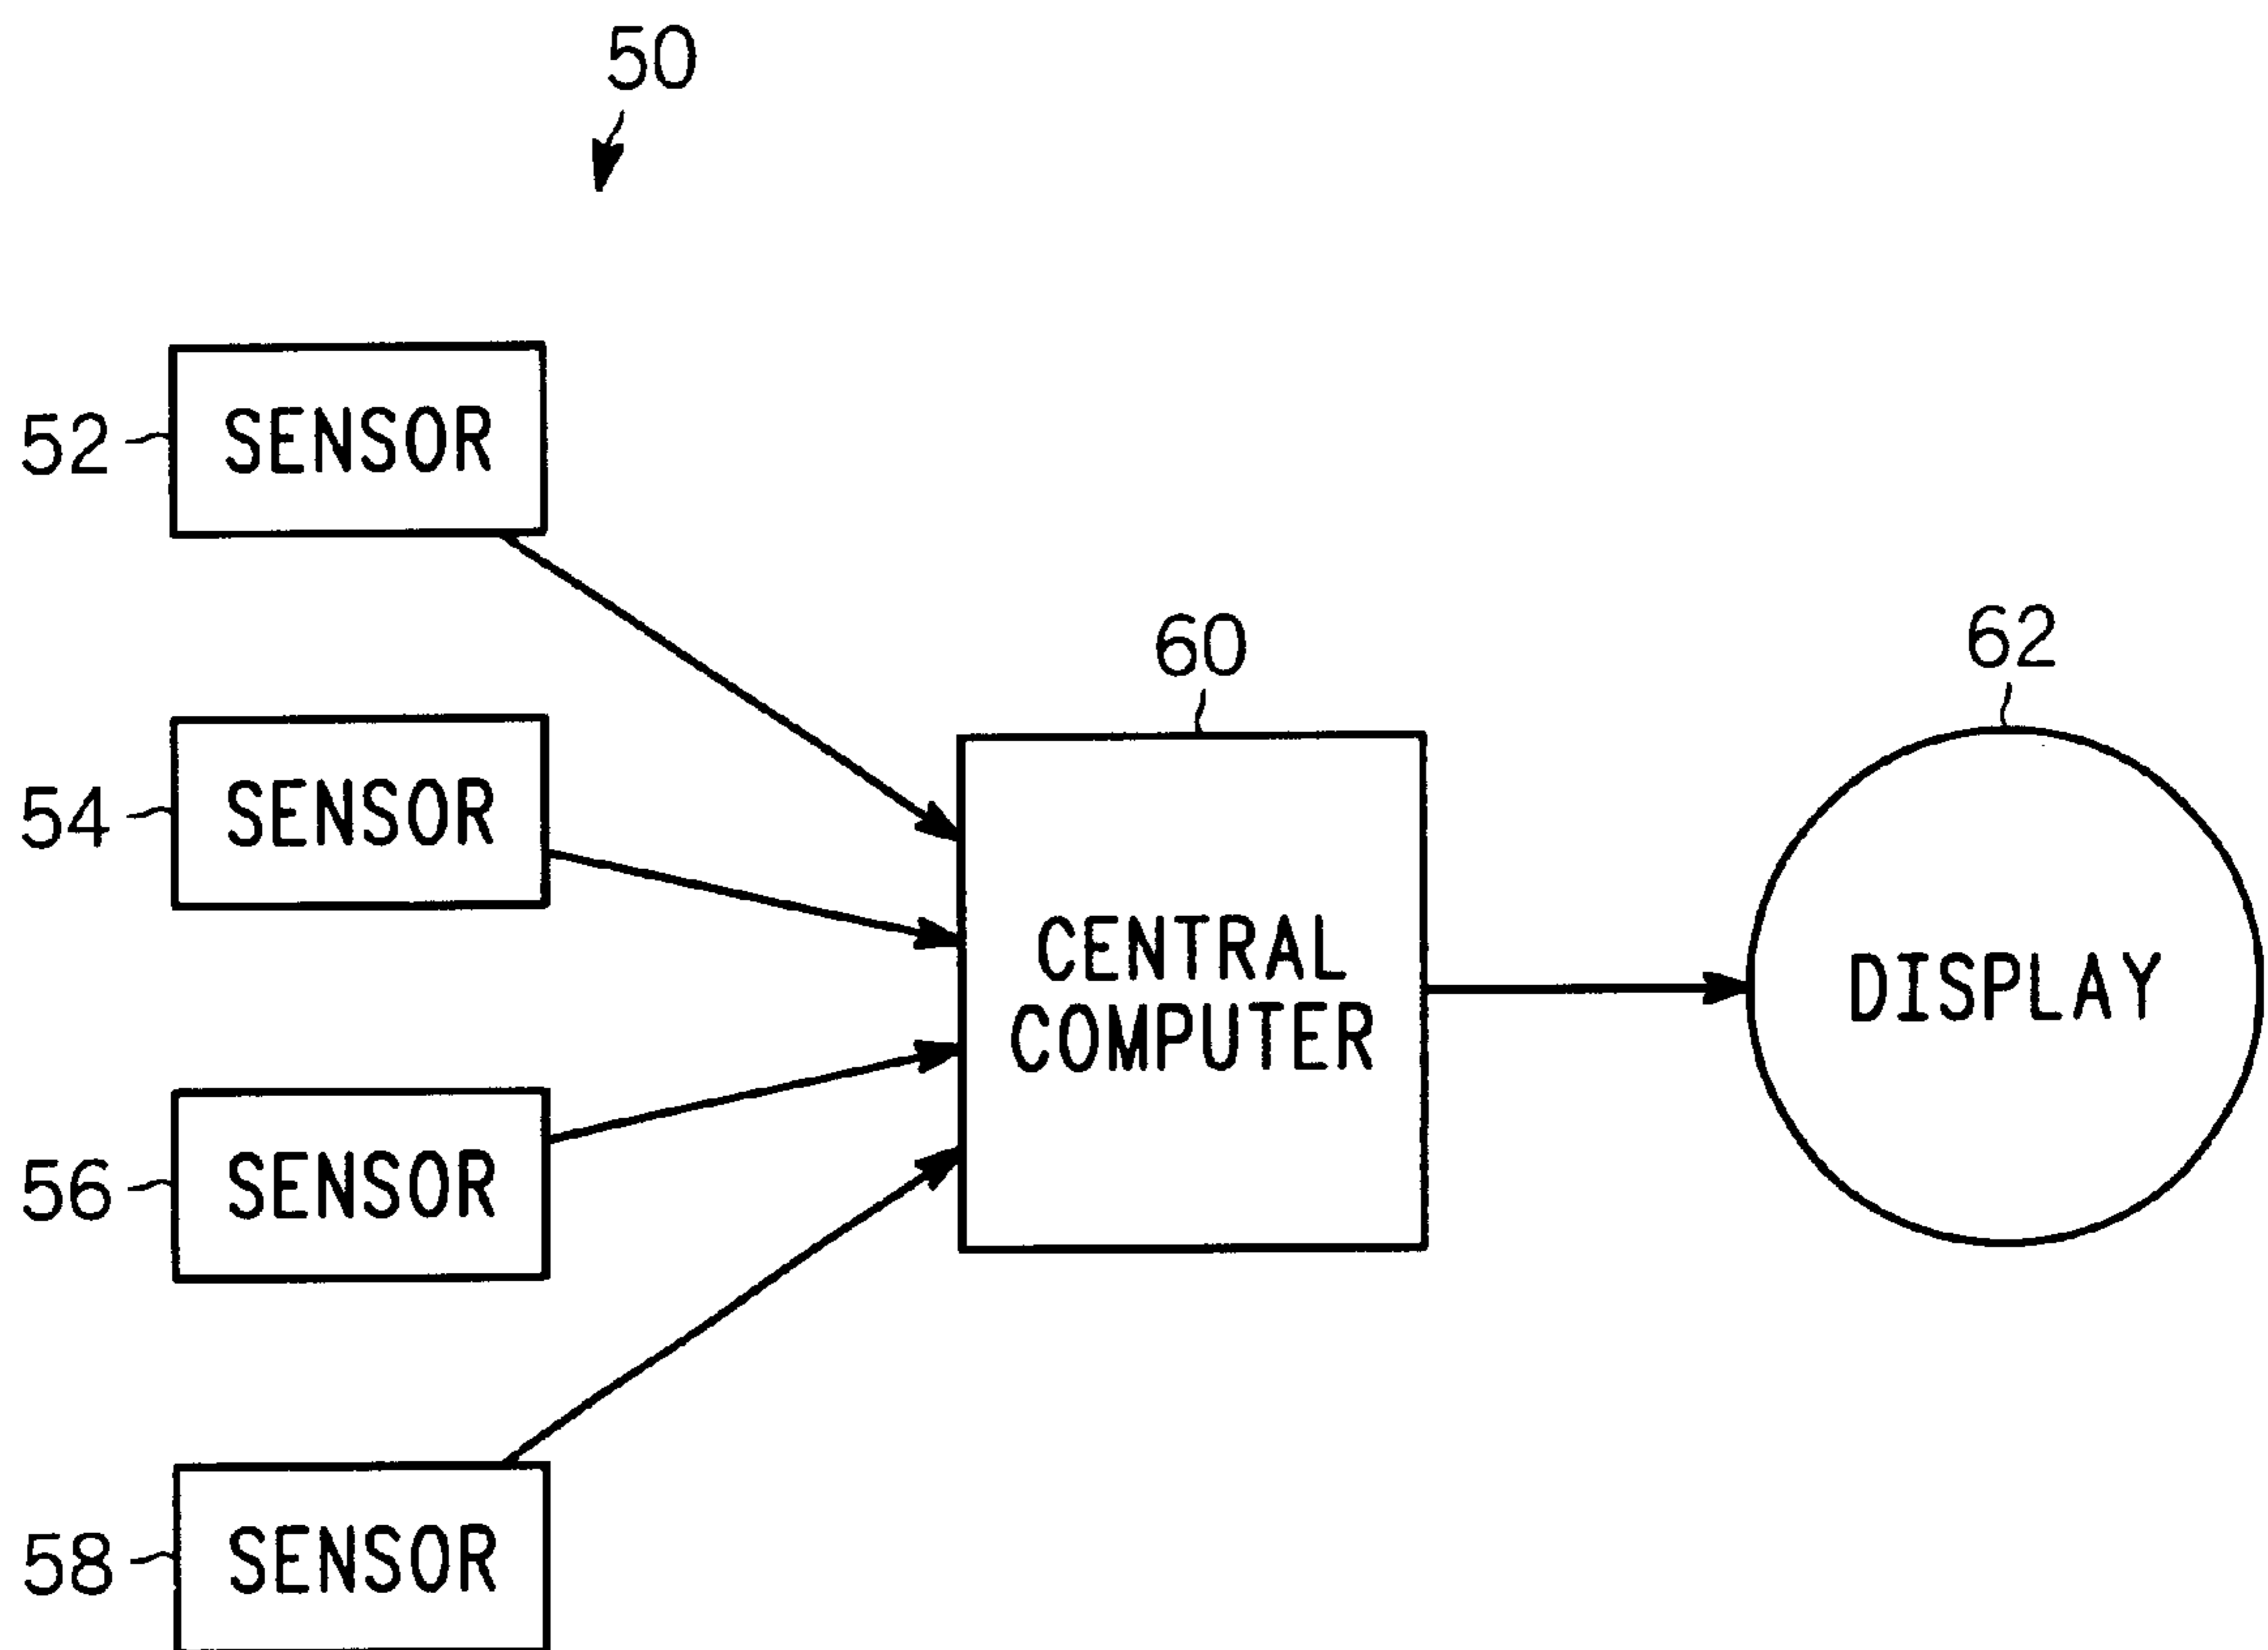 50
52 SENSOR
60
62
54 SENSOR
CENTRAL
COMPUTER
DISPLAY
56 SENSOR
58 SENSOR